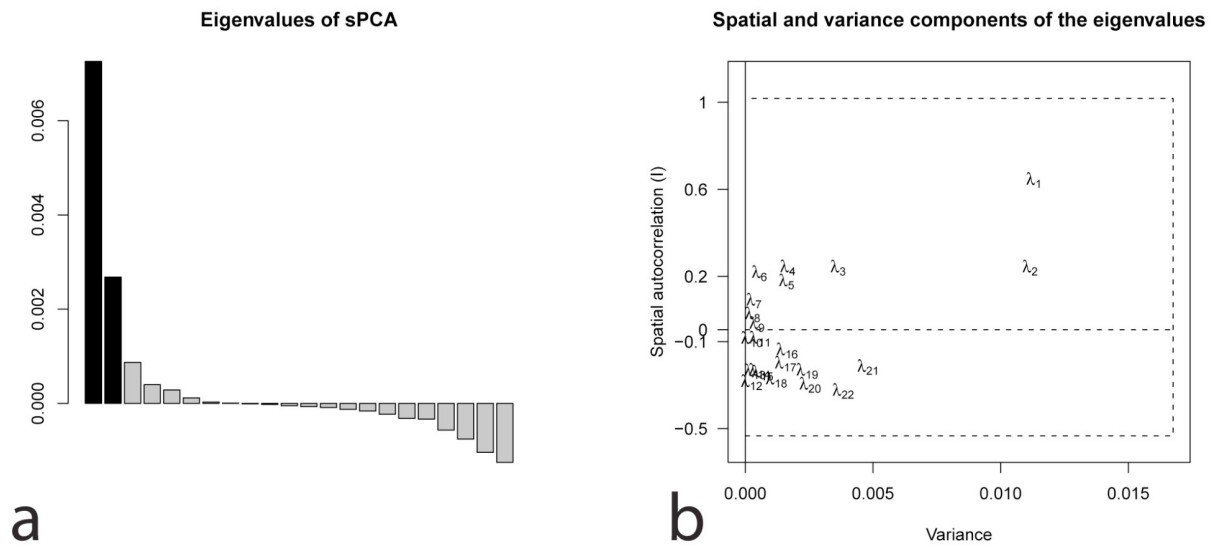 Eigenvalues of sPCA
0.006
0.004
0.002
0.000
a
Spatial and variance components of the eigenvalues
Spatial autocorrelation (I)
1
0.6
0.2
0
−0.1
−0.5
λ1
λ2
λ3
λ4
λ5
λ6
λ7
λ8
λ9
λ10
λ11
λ16
λ17
λ18
λ19
λ20
λ21
λ22
λ12
0.000 0.005 0.010 0.015
Variance
b